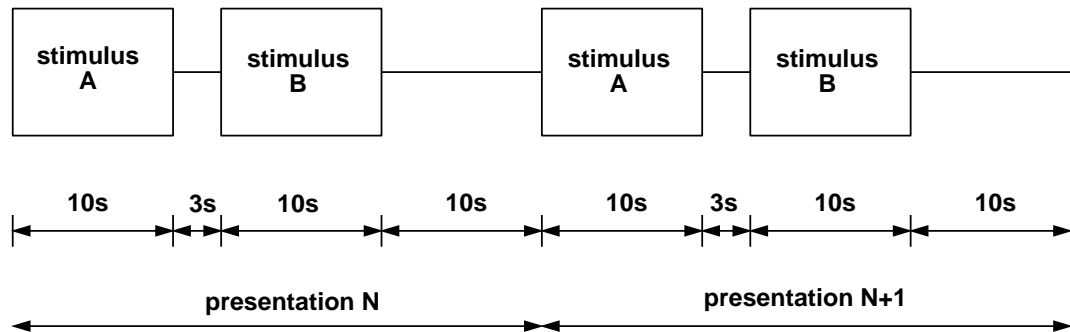 stimulus
A
stimulus
B
stimulus
A
stimulus
B
10s 3s 10s 10s 10s 3s 10s 10s
presentation N presentation N+1